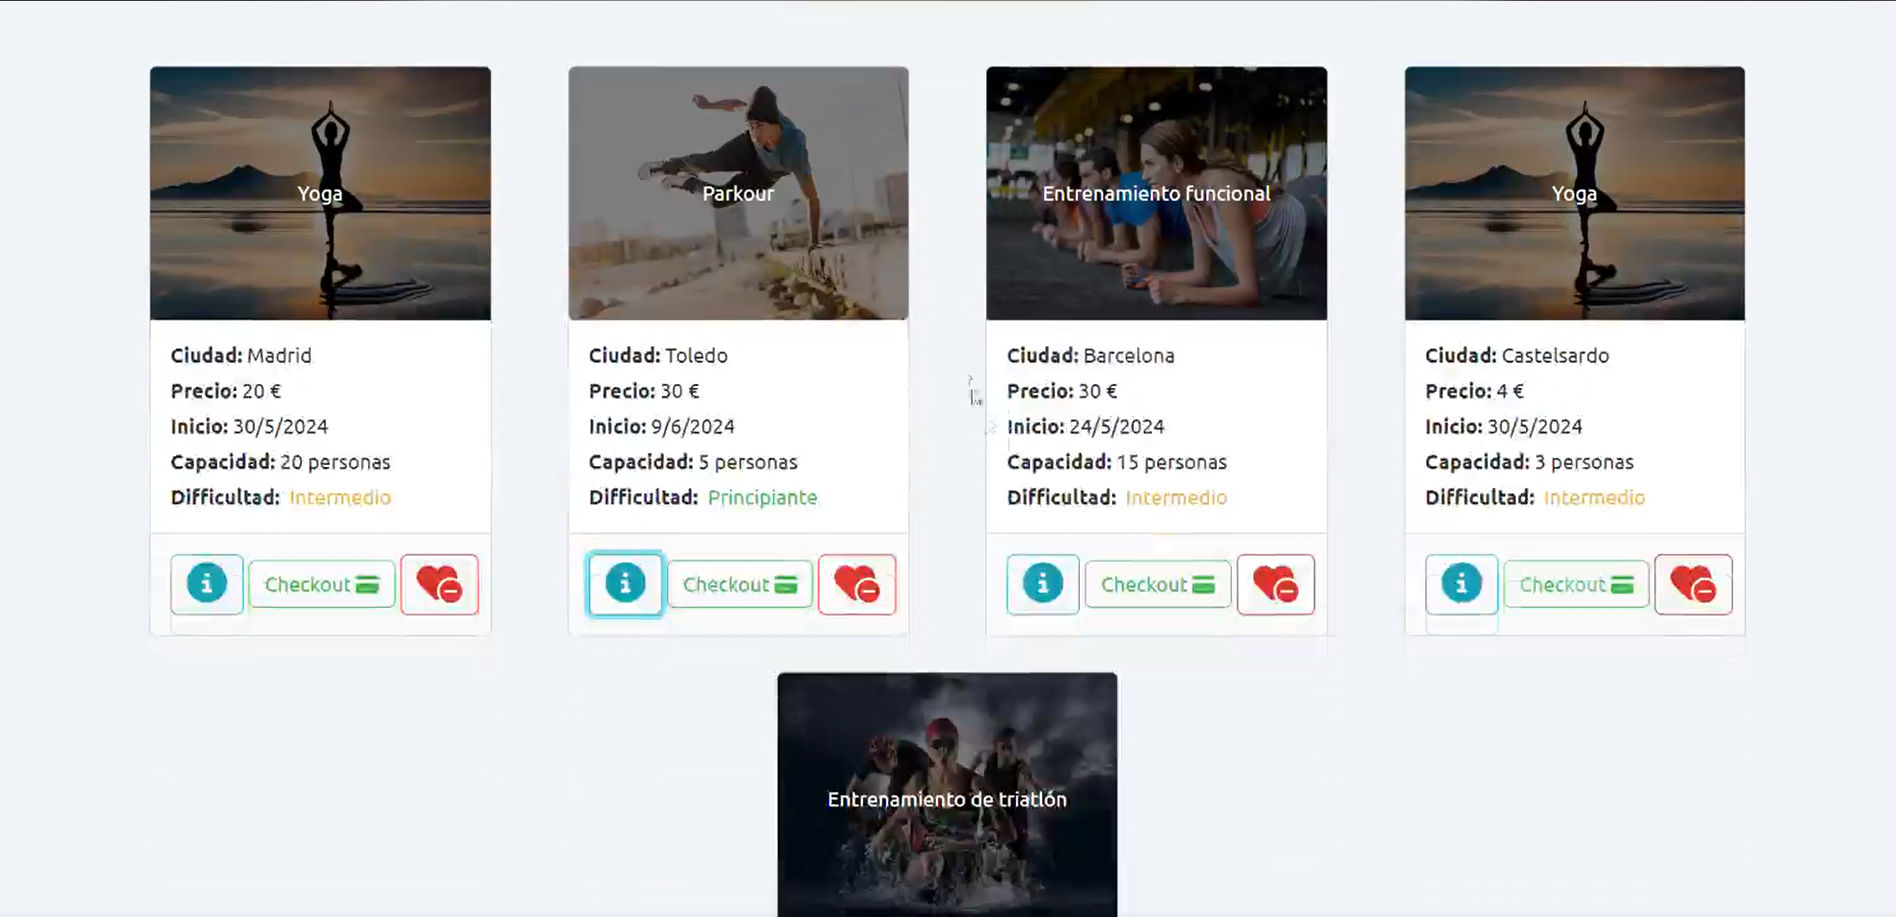 Yoga
Ciudad: Madrid
Precio: 20 €
Inicio: 30/5/2024
Capacidad: 20 personas
Difficultad: Intermedio
Checkout
Parkour
Ciudad: Toledo
Precio: 30 €
Inicio: 9/6/2024
Capacidad: 5 personas
Difficultad: Principiante
Checkout
Entrenamiento funcional
Ciudad: Barcelona
Precio: 30 €
Inicio: 24/5/2024
Capacidad: 15 personas
Difficultad: Intermedio
Checkout
Yoga
Ciudad: Castelsardo
Precio: 4 €
Inicio: 30/5/2024
Capacidad: 3 personas
Difficultad: Intermedio
Checkout
Entrenamiento de triatlón